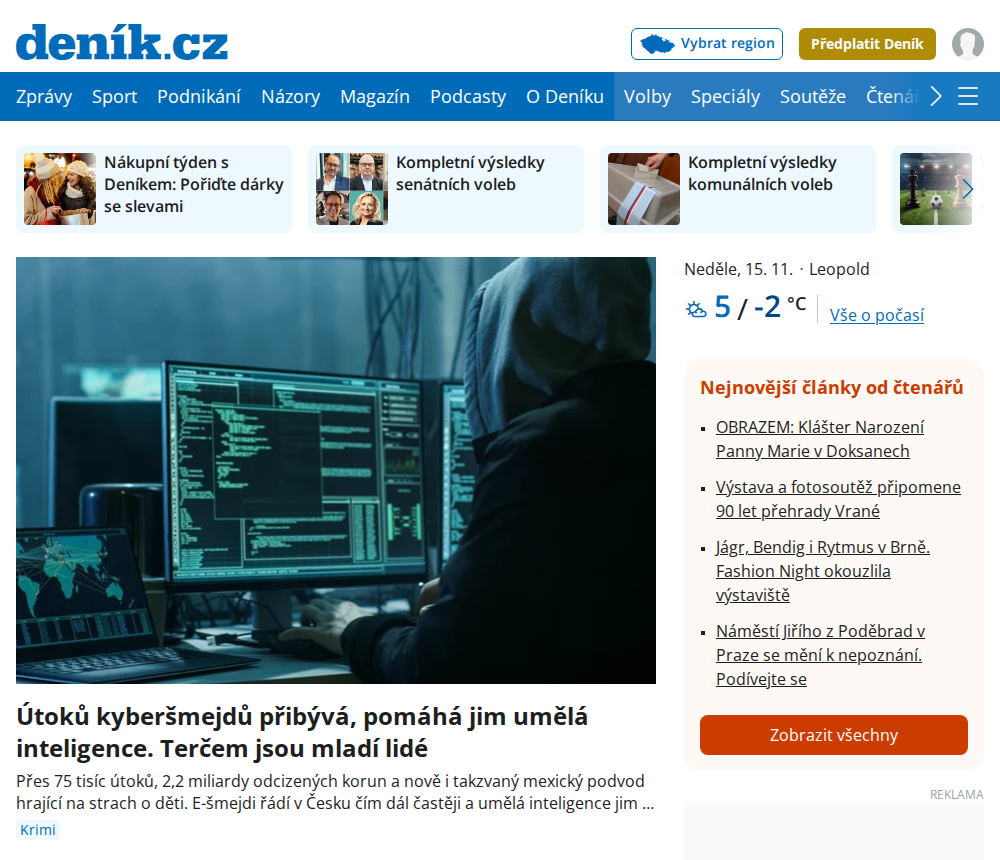 deník.cz
Vybrat region
Předplatit Deník
Zprávy Sport Podnikání Názory Magazín Podcasty O Deníku Volby Speciály Soutěže Čtenář
Nákupní týden s
Deníkem: Pořiďte dárky
se slevami
Kompletní výsledky
senátních voleb
Kompletní výsledky
komunálních voleb
Neděle, 15. 11. · Leopold
5 / -2 °C
Vše o počasí
Nejnovější články od čtenářů
OBRAZEM: Klášter Narození
Panny Marie v Doksanech
Výstava a fotosoutěž připomene
90 let přehrady Vrané
Jágr, Bendig i Rytmus v Brně.
Fashion Night okouzlila
výstaviště
Náměstí Jiřího z Poděbrad v
Praze se mění k nepoznání.
Podívejte se
Zobrazit všechny
REKLAMA
Útoků kyberšmejdů přibývá, pomáhá jim umělá
inteligence. Terčem jsou mladí lidé
Přes 75 tisíc útoků, 2,2 miliardy odcizených korun a nově i takzvaný mexický podvod
hrající na strach o děti. E-šmejdi řádí v Česku čím dál častěji a umělá inteligence jim ...
Krimi